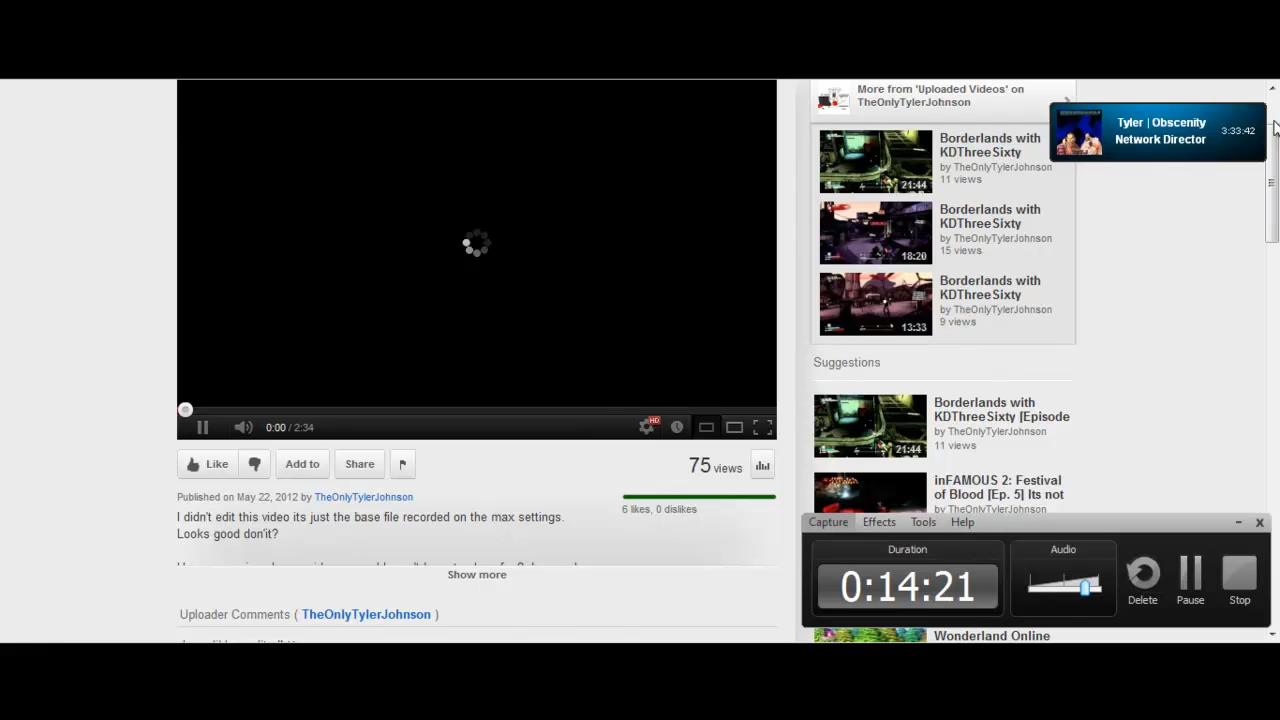 More from 'Uploaded Videos' on
TheOnlyTylerJohnson
Tyler | Obscenity
Network Director
3:33:42
Borderlands with
KDThreeSixty
by TheOnlyTylerJohnson
11 views
21:44
Borderlands with
KDThreeSixty
by TheOnlyTylerJohnson
15 views
18:20
Borderlands with
KDThreeSixty
by TheOnlyTylerJohnson
9 views
13:33
Suggestions
Borderlands with
KDThreeSixty [Episode
by TheOnlyTylerJohnson
11 views
21:44
inFAMOUS 2: Festival
of Blood [Ep. 5] Its not
by TheOnlyTylerJohnson
0:00 / 2:34
HD
Like
Add to
Share
75 views
Published on May 22, 2012 by TheOnlyTylerJohnson
6 likes, 0 dislikes
I didn't edit this video its just the base file recorded on the max settings.
Looks good don'it?
Show more
Uploader Comments ( TheOnlyTylerJohnson )
Capture Effects Tools Help
Duration
0:14:21
Audio
Delete
Pause
Stop
Wonderland Online